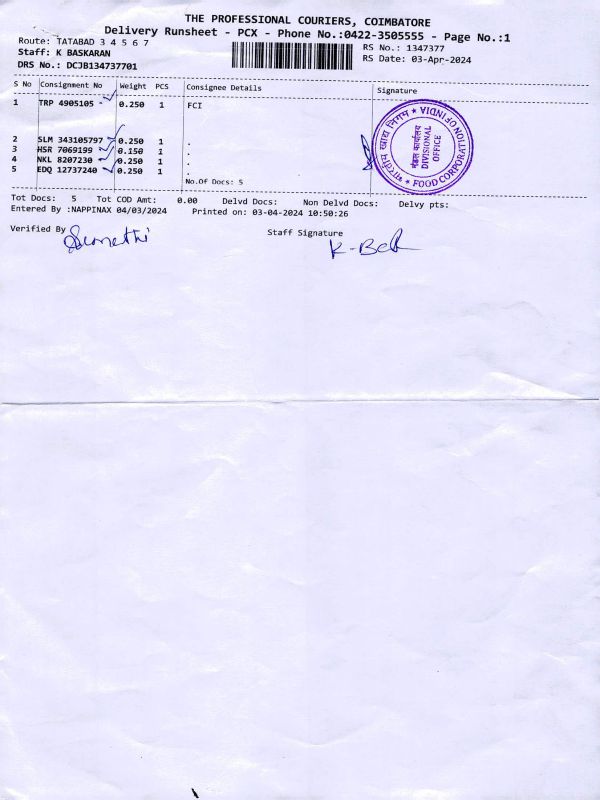 THE PROFESSIONAL COURIERS, COIMBATORE
Delivery Runsheet - PCX - Phone No.:0422-3505555 - Page No.:1
Route: TATABAD 3 4 5 6 7
RS No.: 1347377
Staff: K BASKARAN
RS Date: 03-Apr-2024
DRS No.: DCJB134737701
S No Consignment No Weight PCS Consignee Details Signature
1 TRP 4905105 0.250 1 FCI
2 SLM 343105797 0.250 1 .
3 HSR 7069199 0.150 1 .
4 NKL 8207230 0.250 1 .
5 EDQ 12737240 0.250 1 .
No.Of Docs: 5
भारतीय खाद्य निगम * FOOD CORPORATION OF INDIA *
मंडल कार्यालय
DIVISIONAL
OFFICE
Tot Docs: 5 Tot COD Amt: 0.00 Delvd Docs: Non Delvd Docs: Delvy pts:
Entered By :NAPPINAX 04/03/2024 Printed on: 03-04-2024 10:50:26
Verified By
Staff Signature